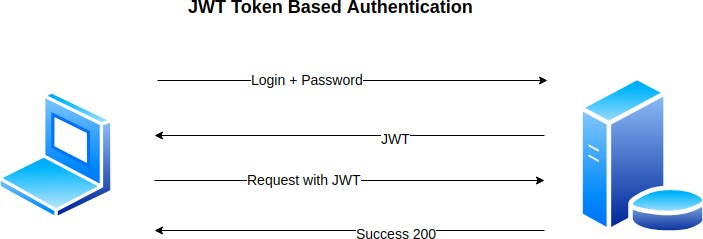 JWT Token Based Authentication
Login + Password
JWT
Request with JWT
Success 200